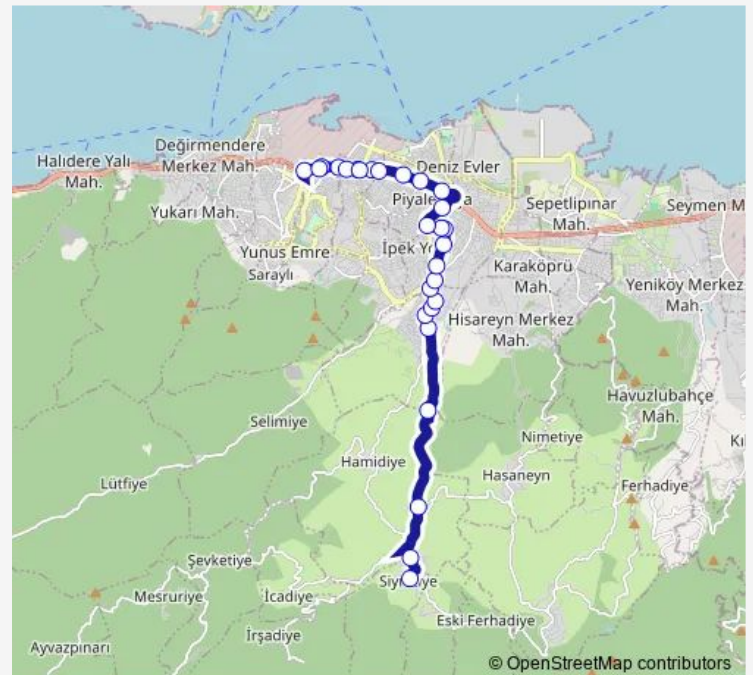 Halıdere Yalı
Mah.
Değirmendere
Merkez Mah.
Deniz Evler
Yukarı Mah.
Sepetlipınar
Mah.
Seymen M
Yunus Emre
Saraylı
Karaköprü
Mah.
Yeniköy Merkez
Mah.
Hisareyn Merkez
Mah.
Havuzlubahçe
Mah.
Selimiye
Nimetiye
Hamidiye
Hasaneyn
Lütfiye
Ferhadiye
Şevketiye
Mesruriye
İcadiye
Eski Ferhadiye
İrşadiye
Ayvazpınarı
© OpenStreetMap contributors